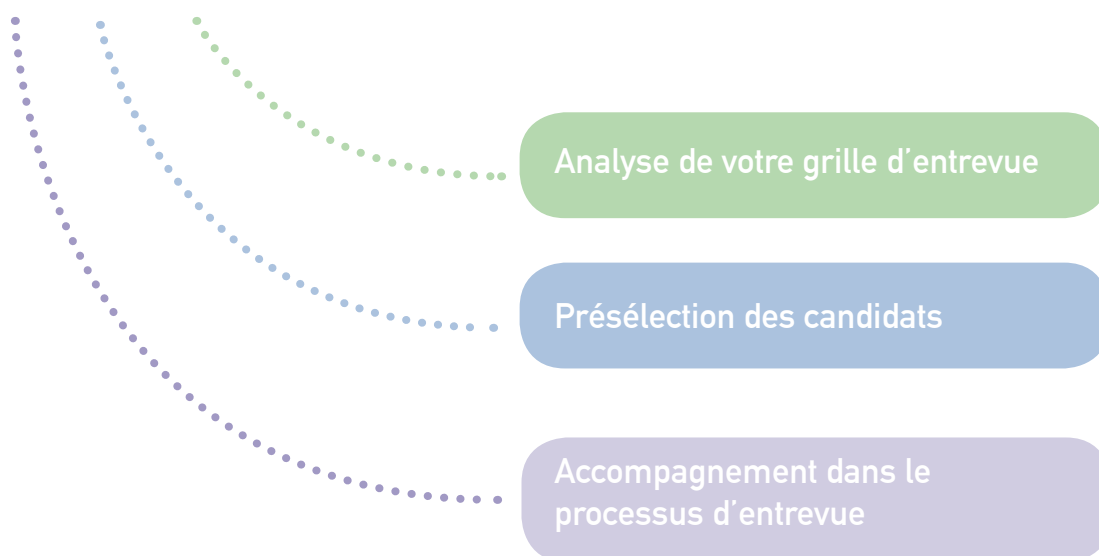 Analyse de votre grille d’entrevue
Présélection des candidats
Accompagnement dans le
processus d’entrevue